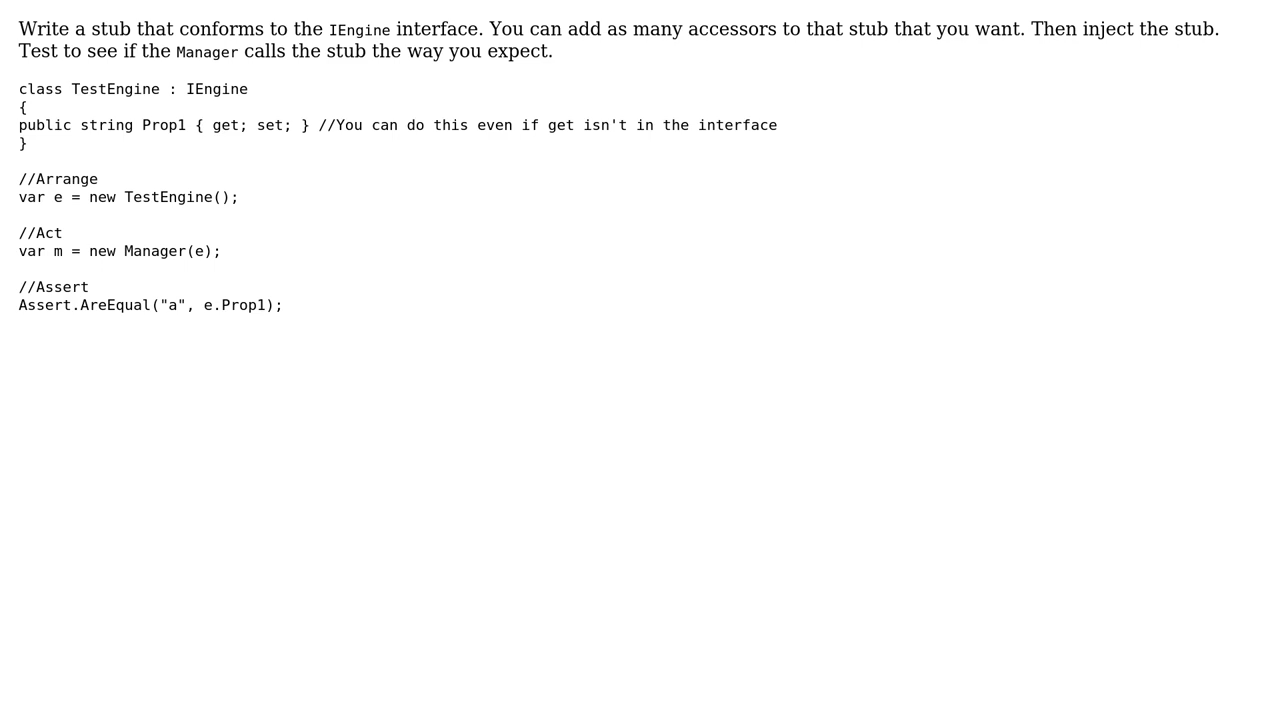 Write a stub that conforms to the IEngine interface. You can add as many accessors to that stub that you want. Then inject the stub.
Test to see if the Manager calls the stub the way you expect.
class TestEngine : IEngine
{
public string Prop1 { get; set; } //You can do this even if get isn't in the interface
}
//Arrange
var e = new TestEngine();
//Act
var m = new Manager(e);
//Assert
Assert.AreEqual("a", e.Prop1);